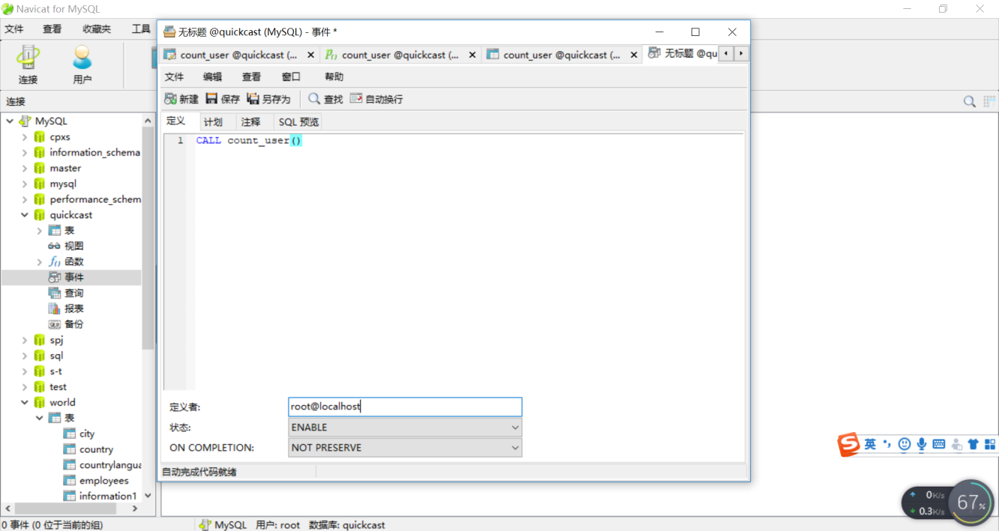 Navicat for MySQL
文件 查看 收藏夹 工具
连接 用户
连接
MySQL
cpxs
information_schema
master
mysql
performance_schem
quickcast
表
视图
函数
事件
查询
报表
备份
spj
sql
s-t
test
world
表
city
country
countrylangua
employees
information1
无标题 @quickcast (MySQL) - 事件 *
count_user @quickcast (... count_user @quickcast (... count_user @quickcast (... 无标题 @qu
文件 编辑 查看 窗口 帮助
新建 保存 另存为 查找 自动换行
定义 计划 注释 SQL 预览
1 CALL count_user()
定义者: root@localhost
状态: ENABLE
ON COMPLETION: NOT PRESERVE
自动完成代码就绪
英
0K/s
0.3K/s
67%
0 事件 (0 位于当前的组) MySQL 用户: root 数据库: quickcast